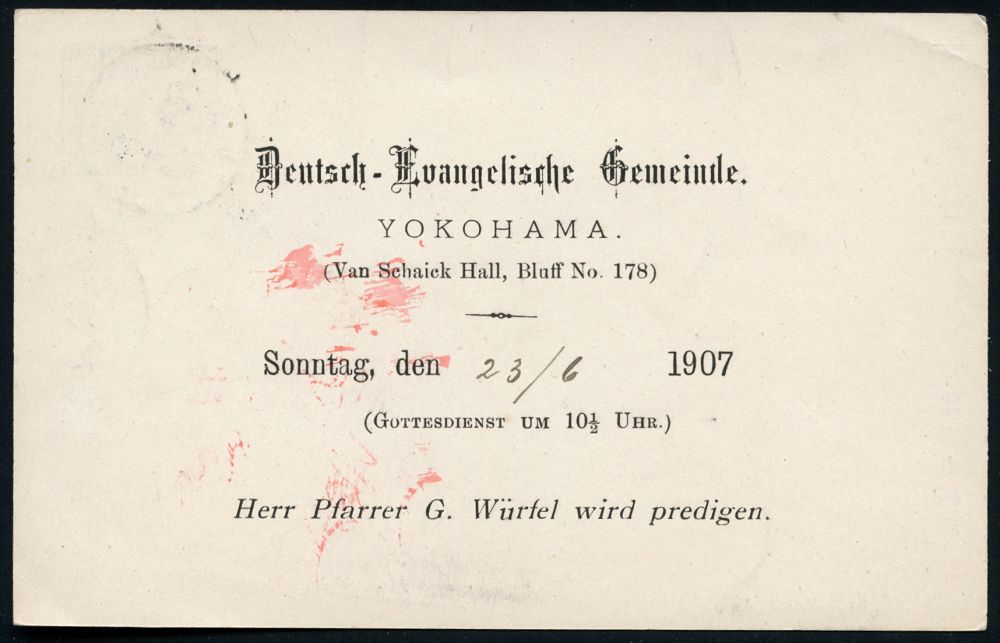 Deutsch-Evangelische Gemeinde.
YOKOHAMA.
(Van Schaick Hall, Bluff No. 178)
Sonntag, den 23/6 1907
(GOTTESDIENST UM 10½ UHR.)
Herr Pfarrer G. Würfel wird predigen.